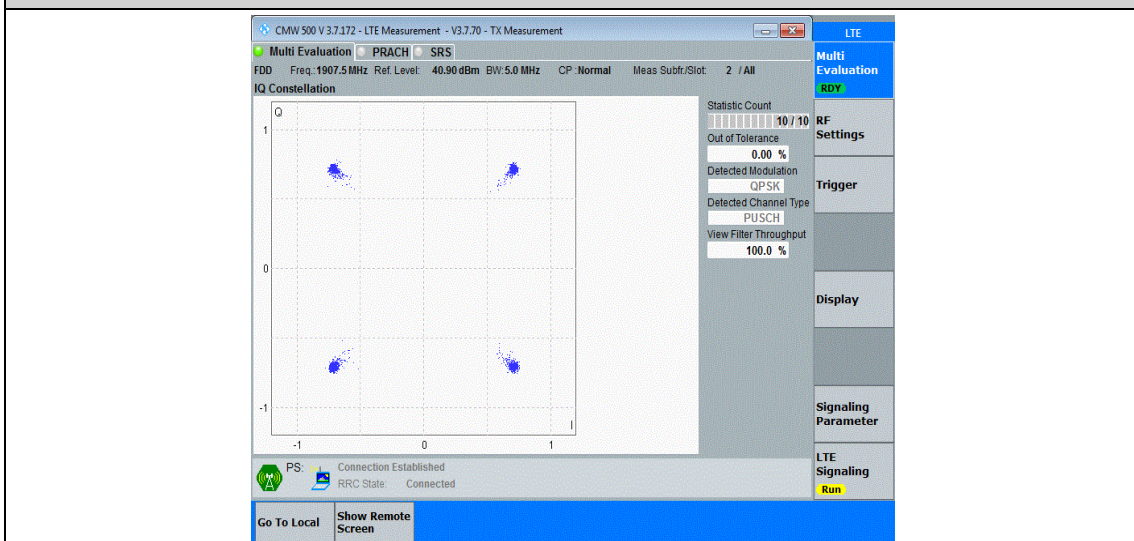 CMW 500 V 3.7.172 - LTE Measurement - V3.7.70 - TX Measurement
LTE
Multi Evaluation PRACH SRS
FDD Freq.:1907.5 MHz Ref. Level: 40.90 dBm BW: 5.0 MHz CP :Normal Meas Subfr./Slot: 2 / All
IQ Constellation
Q
1
0
-1
-1 0 1
I
Statistic Count
10 / 10
Out of Tolerance
0.00 %
Detected Modulation
QPSK
Detected Channel Type
PUSCH
View Filter Throughput
100.0 %
Multi
Evaluation
RDY
RF
Settings
Trigger
Display
Signaling
Parameter
LTE
Signaling
Run
PS: Connection Established
RRC State: Connected
Go To Local
Show Remote
Screen